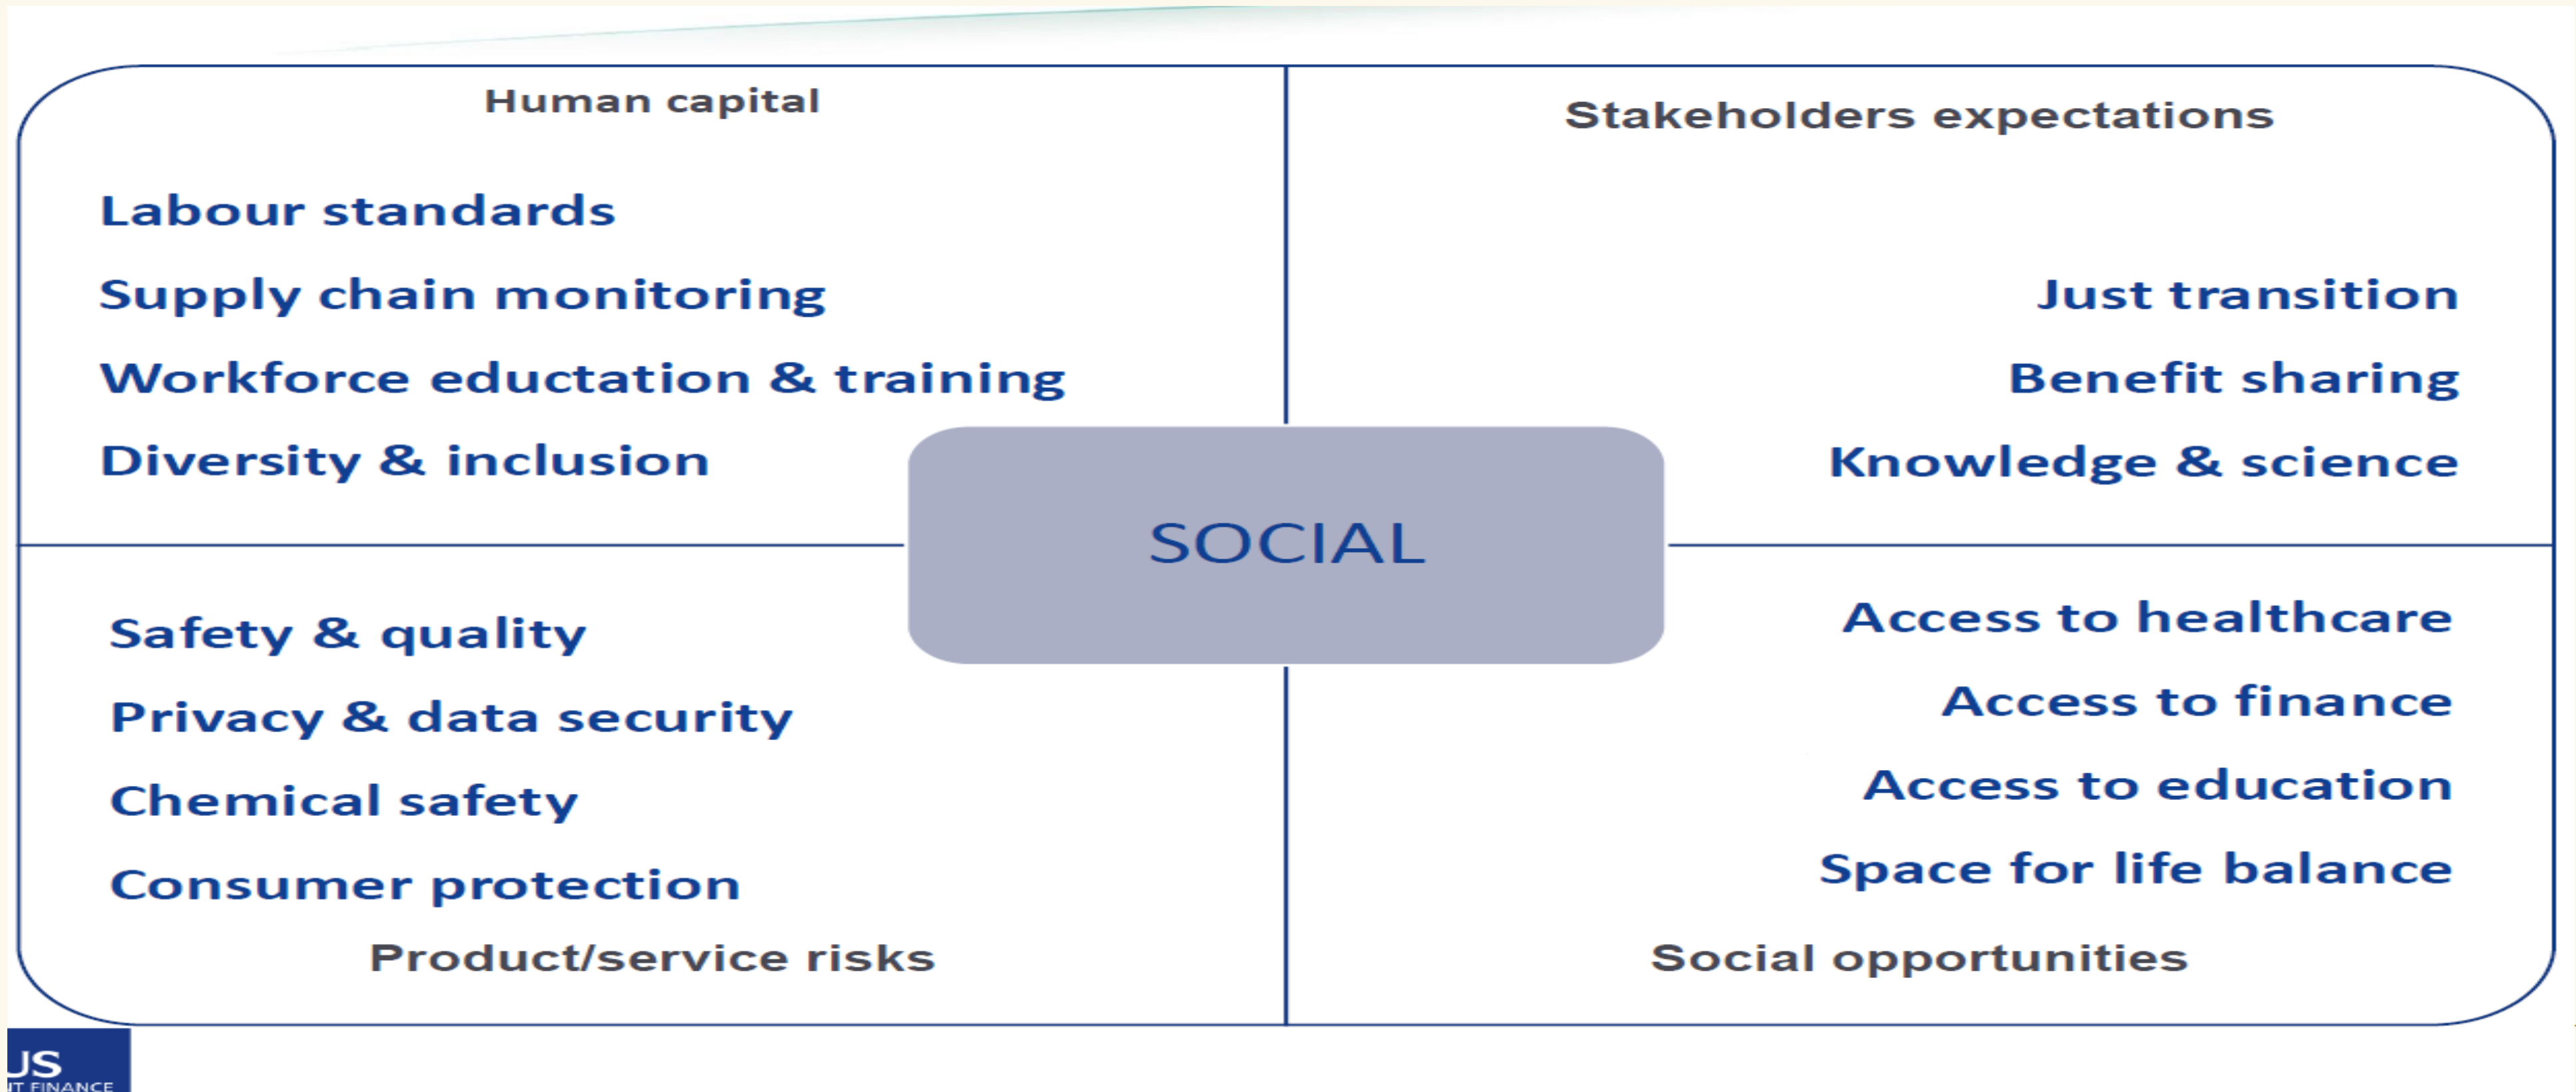 Human capital
Labour standards
Supply chain monitoring
Workforce eductation & training
Diversity & inclusion
Stakeholders expectations
Just transition
Benefit sharing
Knowledge & science
SOCIAL
Safety & quality
Privacy & data security
Chemical safety
Consumer protection
Product/service risks
Access to healthcare
Access to finance
Access to education
Space for life balance
Social opportunities
US
FINANCE